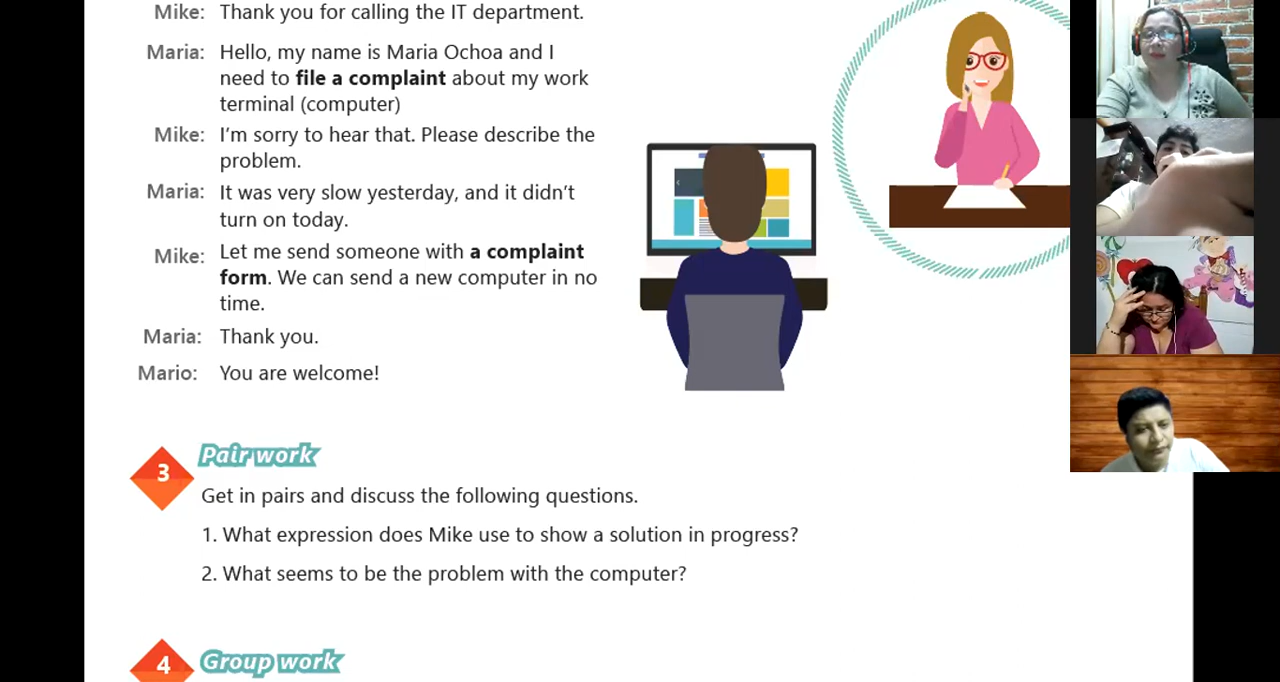 Mike: Thank you for calling the IT department.
Maria: Hello, my name is Maria Ochoa and I
need to file a complaint about my work
terminal (computer)
Mike: I'm sorry to hear that. Please describe the
problem.
Maria: It was very slow yesterday, and it didn't
turn on today.
Mike: Let me send someone with a complaint
form. We can send a new computer in no
time.
Maria: Thank you.
Mario: You are welcome!
3 Pair work
Get in pairs and discuss the following questions.
1. What expression does Mike use to show a solution in progress?
2. What seems to be the problem with the computer?
4 Group work